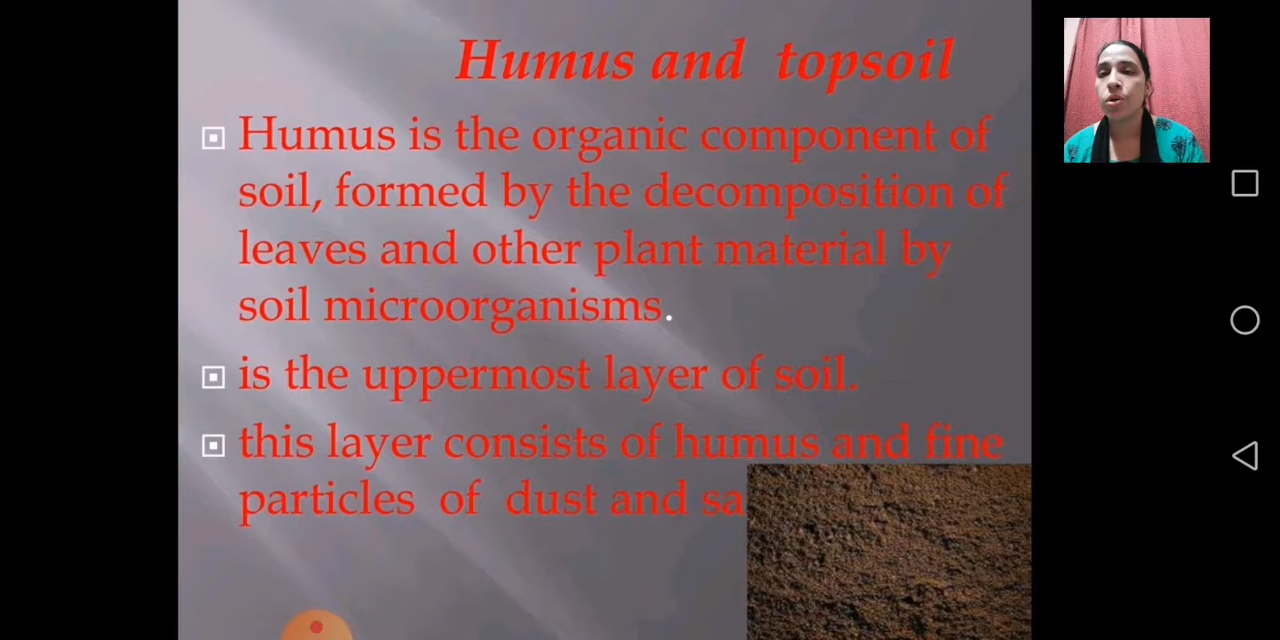 Humus and topsoil
Humus is the organic component of
soil, formed by the decomposition of
leaves and other plant material by
soil microorganisms.
is the uppermost layer of soil.
this layer consists of humus and fine
particles of dust and